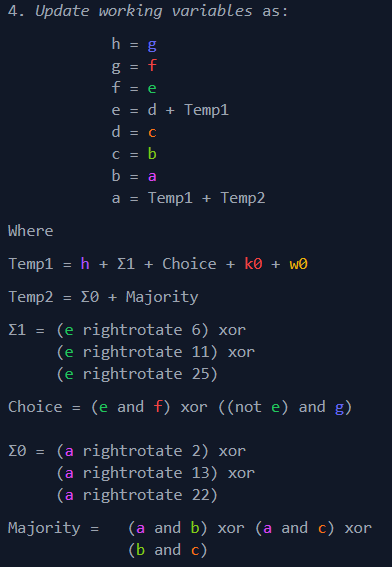 4. Update working variables as:
h = g
g = f
f = e
e = d + Temp1
d = c
c = b
b = a
a = Temp1 + Temp2
Where
Temp1 = h + Σ1 + Choice + k0 + w0
Temp2 = Σ0 + Majority
Σ1 = (e rightrotate 6) xor
(e rightrotate 11) xor
(e rightrotate 25)
Choice = (e and f) xor ((not e) and g)
Σ0 = (a rightrotate 2) xor
(a rightrotate 13) xor
(a rightrotate 22)
Majority = (a and b) xor (a and c) xor
(b and c)